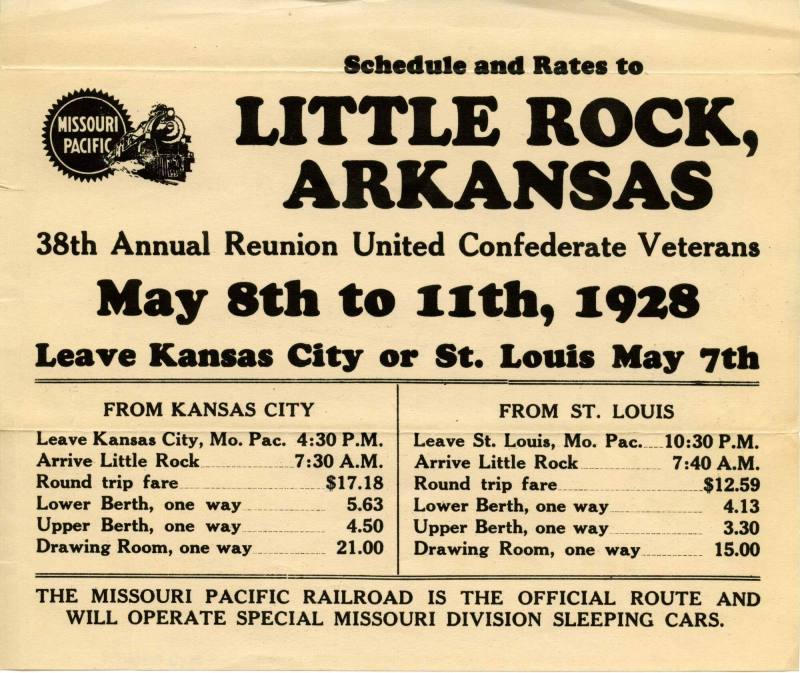 Schedule and Rates to
MISSOURI
PACIFIC
LITTLE ROCK,
ARKANSAS
38th Annual Reunion United Confederate Veterans
May 8th to 11th, 1928
Leave Kansas City or St. Louis May 7th
FROM KANSAS CITY
Leave Kansas City, Mo. Pac. 4:30 P.M.
Arrive Little Rock 7:30 A.M.
Round trip fare $17.18
Lower Berth, one way 5.63
Upper Berth, one way 4.50
Drawing Room, one way 21.00
FROM ST. LOUIS
Leave St. Louis, Mo. Pac. 10:30 P.M.
Arrive Little Rock 7:40 A.M.
Round trip fare $12.59
Lower Berth, one way 4.13
Upper Berth, one way 3.30
Drawing Room, one way 15.00
THE MISSOURI PACIFIC RAILROAD IS THE OFFICIAL ROUTE AND
WILL OPERATE SPECIAL MISSOURI DIVISION SLEEPING CARS.